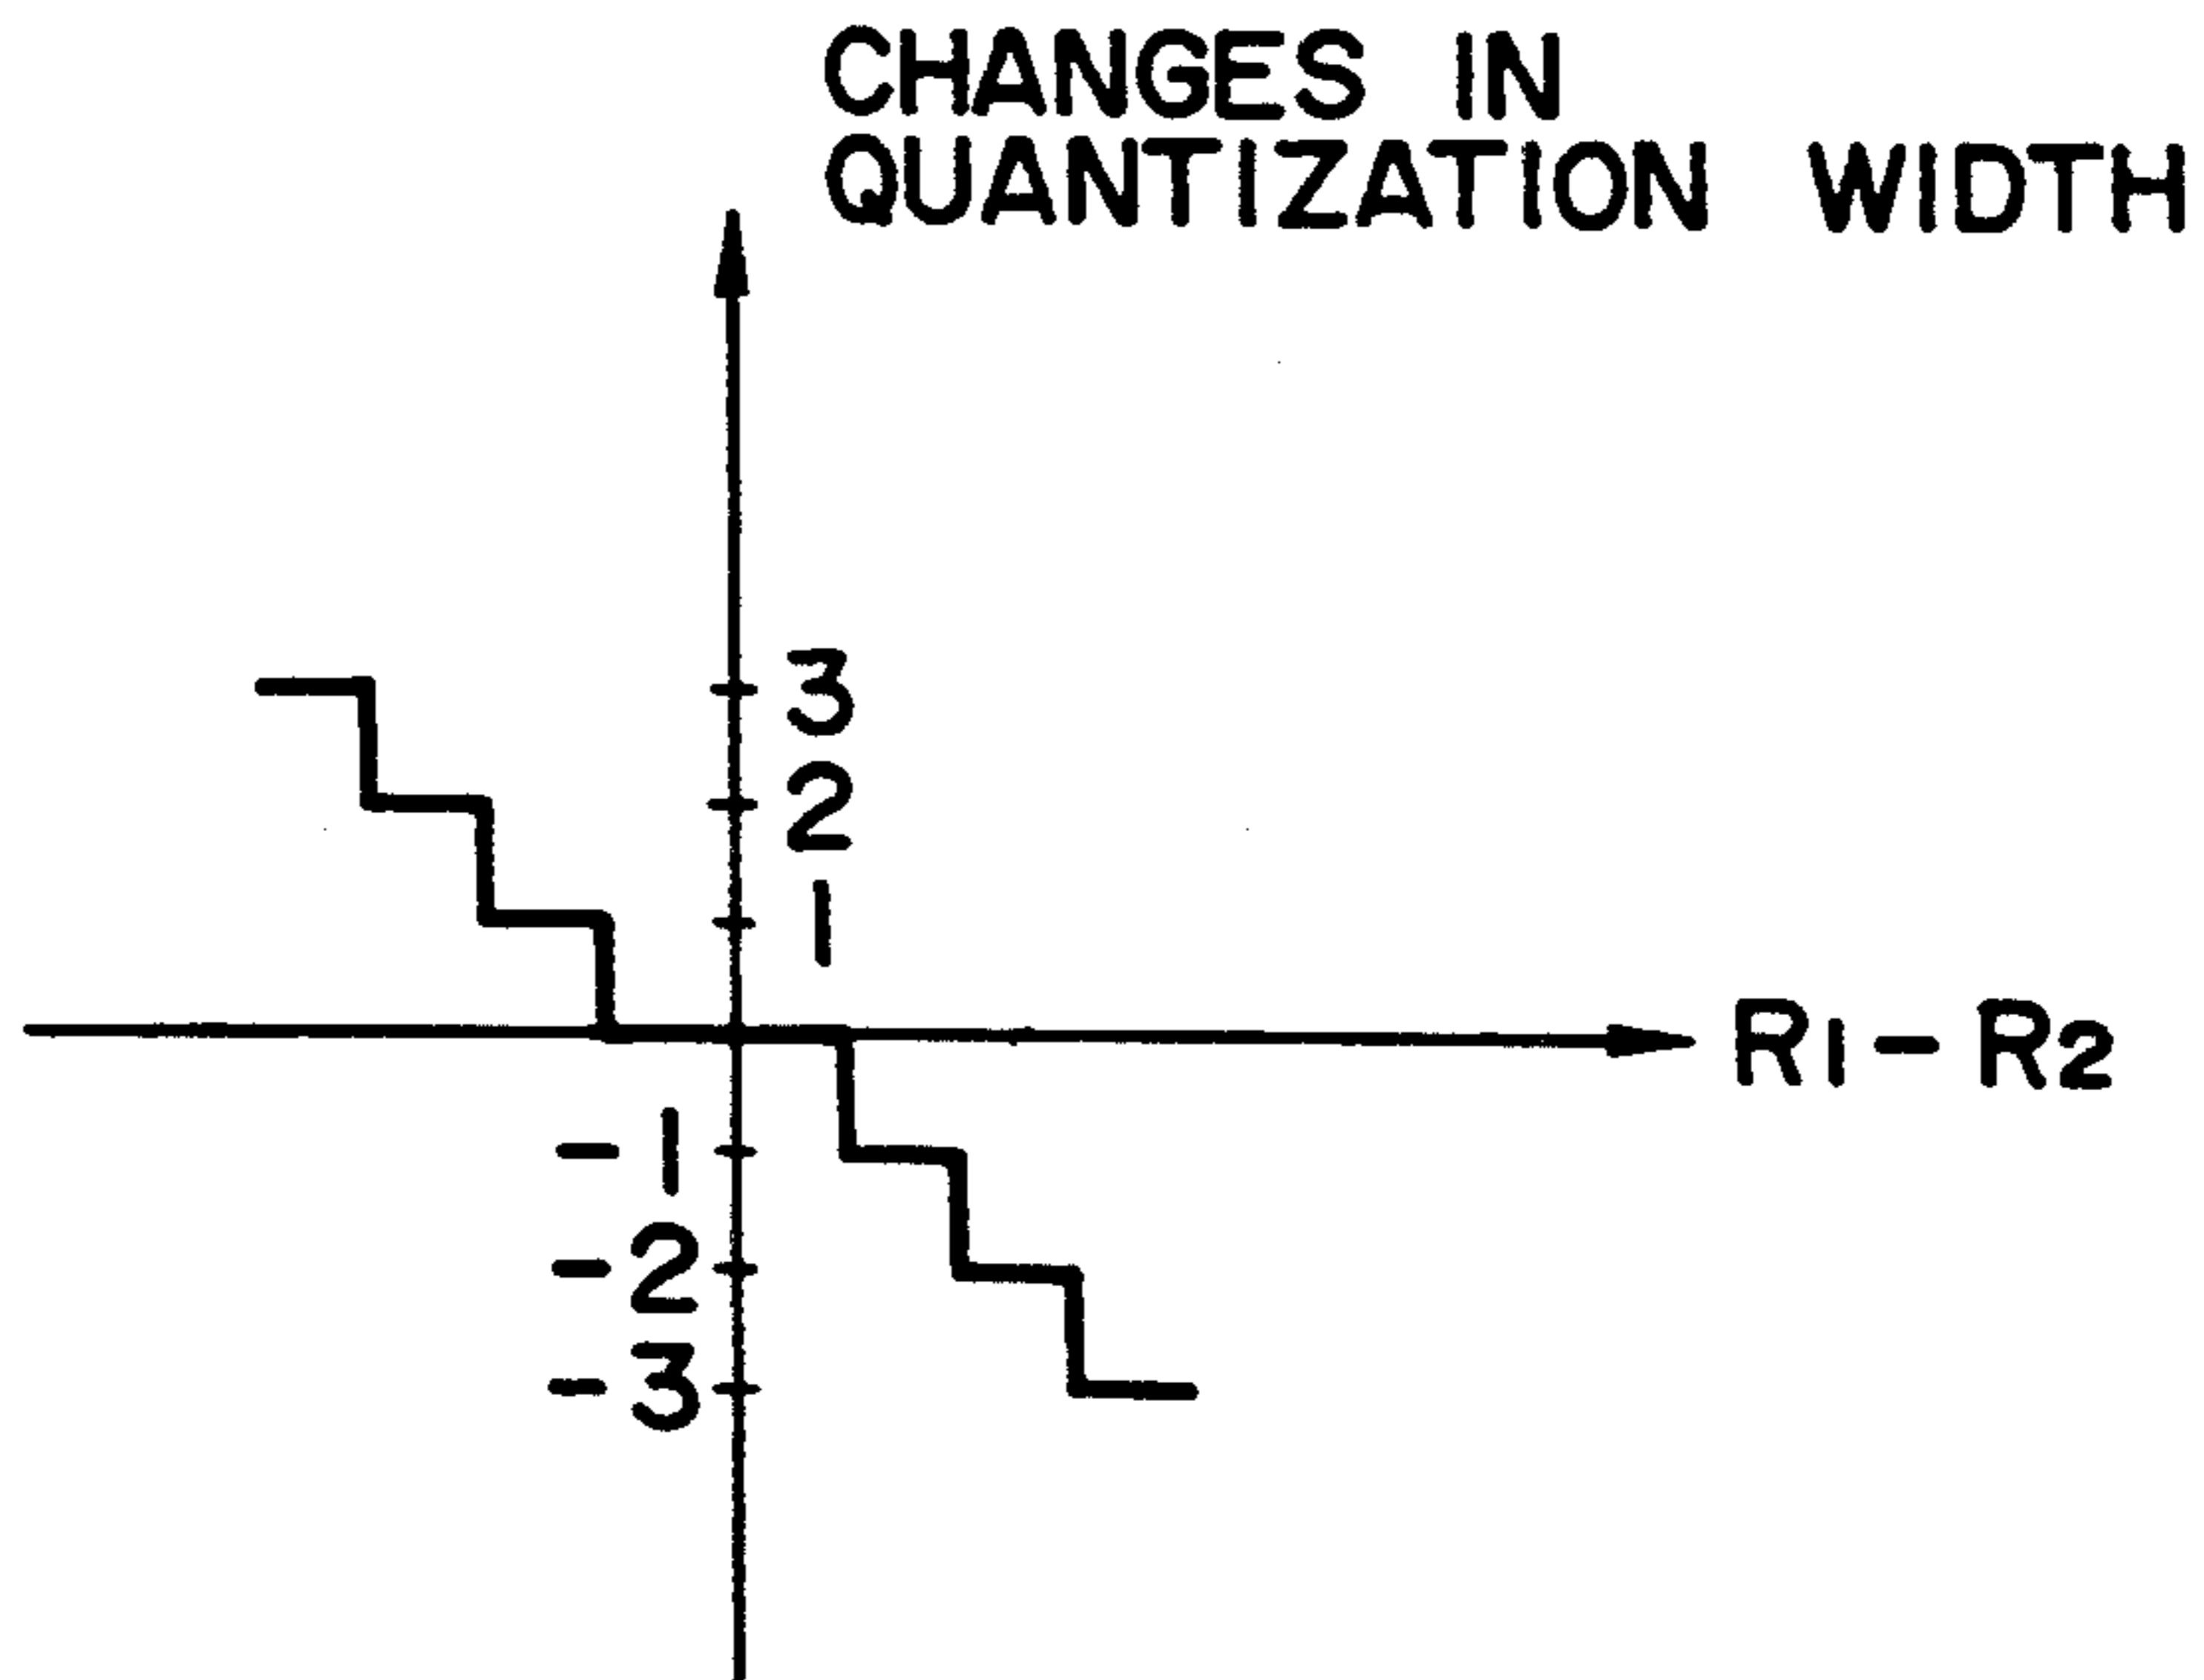 CHANGES IN
QUANTIZATION WIDTH
3
2
1
R1-R2
-1
-2
-3